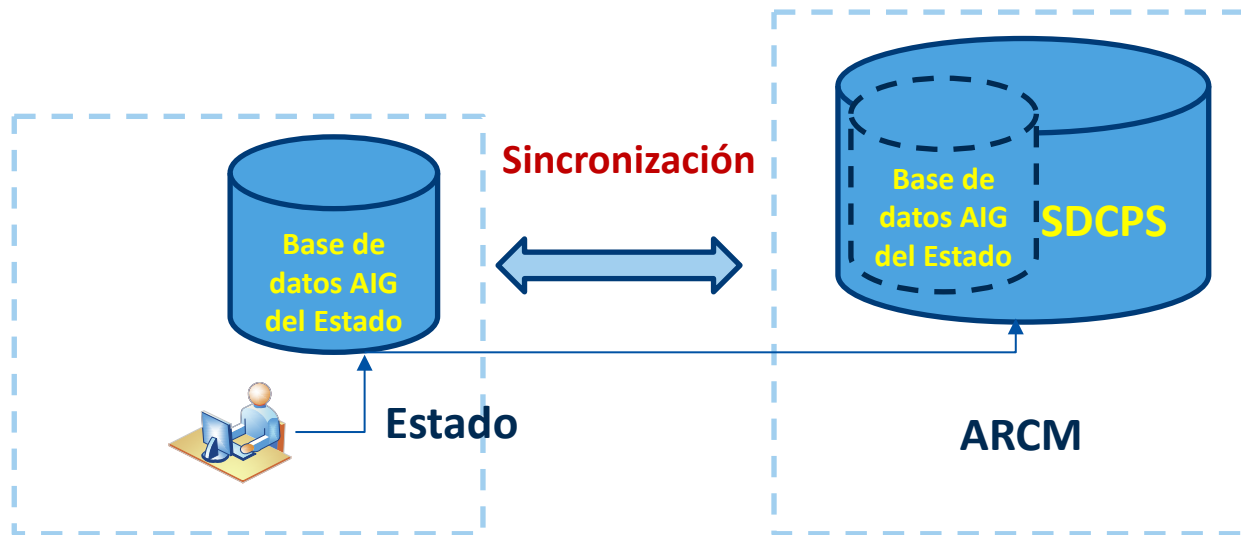 Sincronización
Base de
datos AIG
del Estado
Base de
datos AIG
del Estado
SDCPS
Estado
ARCM